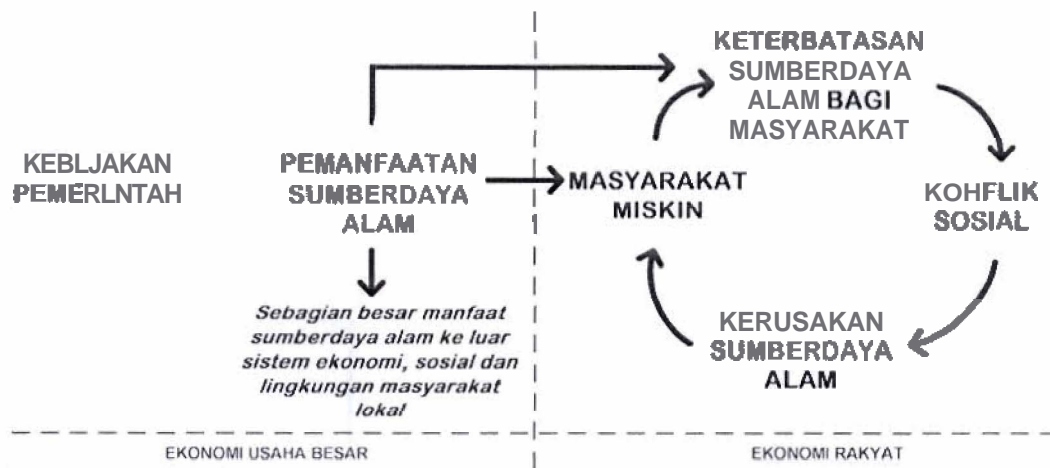 KEBLJAKAN
PEMERLNTAH
PEMANFAATAN
SUMBERDAYA
ALAM
Sebagian besar manfaat
sumberdaya alam ke luar
sistem ekonomi, sosial dan
lingkungan masyarakat
lokal
EKONOMI USAHA BESAR
KETERBATASAN
SUMBERDAYA
ALAM BAGI
MASYARAKAT
MASYARAKAT
MISKIN
KOHFLIK
SOSIAL
KERUSAKAN
SUMBERDAYA
ALAM
EKONOMI RAKYAT